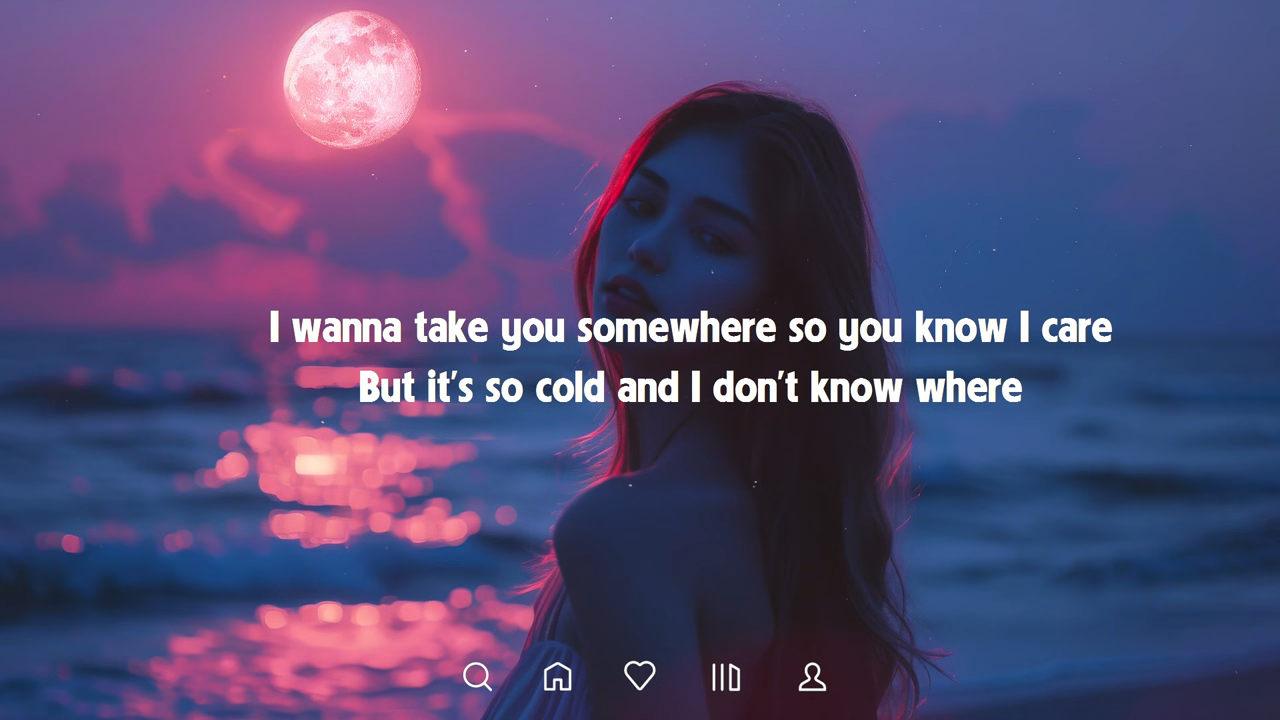 I wanna take you somewhere so you know I care
But it's so cold and I don't know where